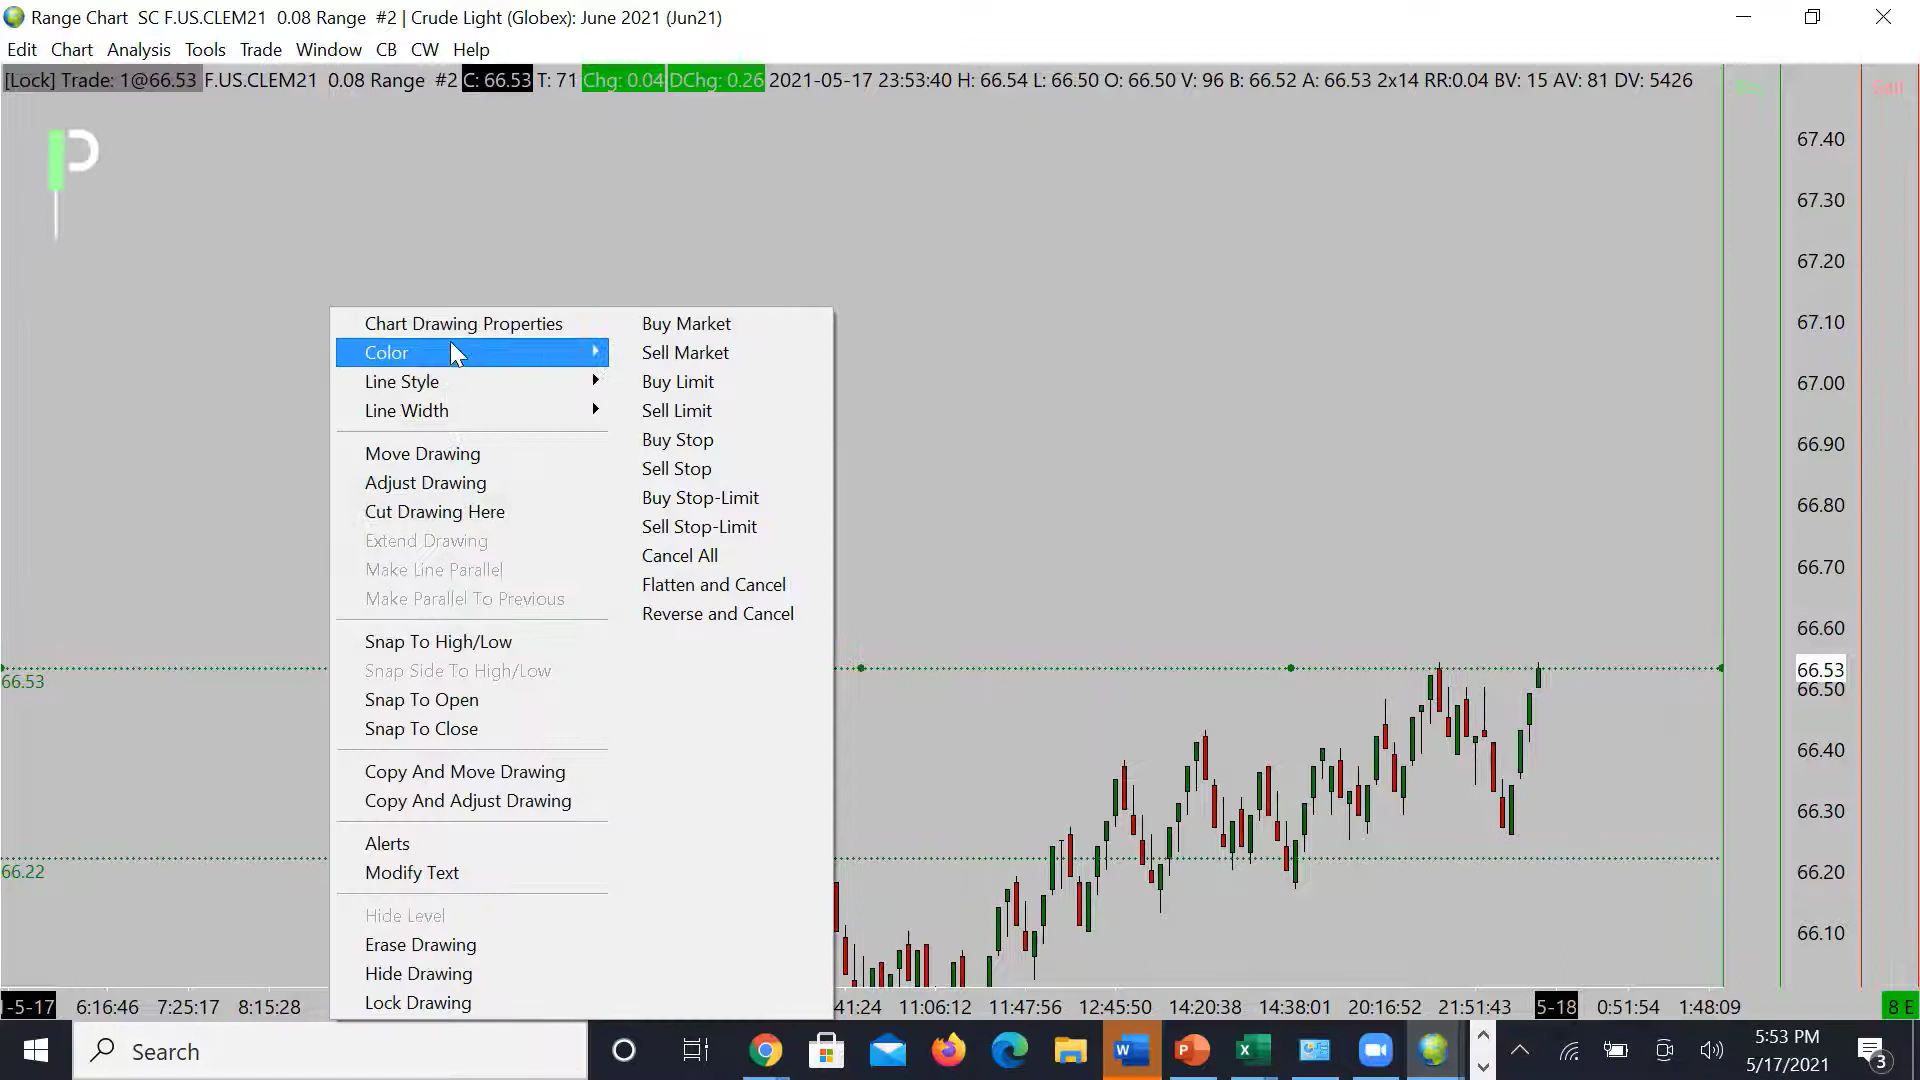 Range Chart SC F.US.CLEM21 0.08 Range #2 | Crude Light (Globex): June 2021 (Jun21)
Edit Chart Analysis Tools Trade Window CB CW Help
[Lock] Trade: 1@66.53 F.US.CLEM21 0.08 Range #2 C: 66.53 T: 71 Chg: 0.04 DChg: 0.26 2021-05-17 23:53:40 H: 66.54 L: 66.50 O: 66.50 V: 96 B: 66.52 A: 66.53 2x14 RR:0.04 BV: 15 AV: 81 DV: 5426
Sell
67.40
67.30
67.20
67.10
67.00
66.90
66.80
66.70
66.60
66.53
66.50
66.40
66.30
66.20
66.10
Chart Drawing Properties
Color
Line Style
Line Width
Move Drawing
Adjust Drawing
Cut Drawing Here
Extend Drawing
Make Line Parallel
Make Parallel To Previous
Snap To High/Low
Snap Side To High/Low
Snap To Open
Snap To Close
Copy And Move Drawing
Copy And Adjust Drawing
Alerts
Modify Text
Hide Level
Erase Drawing
Hide Drawing
Lock Drawing
Buy Market
Sell Market
Buy Limit
Sell Limit
Buy Stop
Sell Stop
Buy Stop-Limit
Sell Stop-Limit
Cancel All
Flatten and Cancel
Reverse and Cancel
66.53
66.22
-5-17 6:16:46 7:25:17 8:15:28 41:24 11:06:12 11:47:56 12:45:50 14:20:38 14:38:01 20:16:52 21:51:43 5-18 0:51:54 1:48:09 8 E
Search
5:53 PM
5/17/2021
3